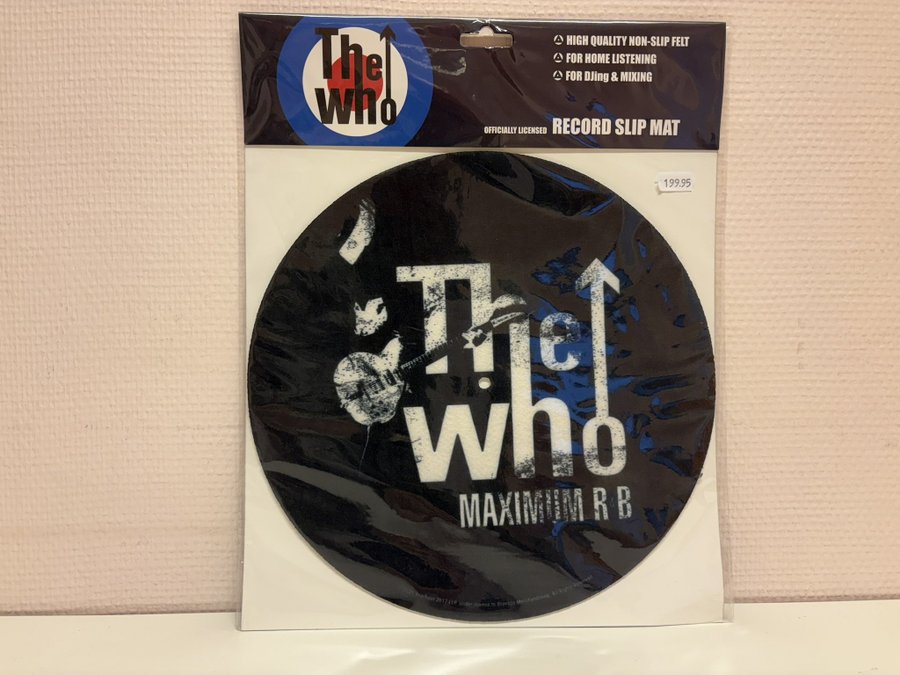 The
Who
HIGH QUALITY NON-SLIP FELT
FOR HOME LISTENING
FOR DJing & MIXING
OFFICIALLY LICENSED RECORD SLIP MAT
199.95
The
Who
MAXIMUM R B